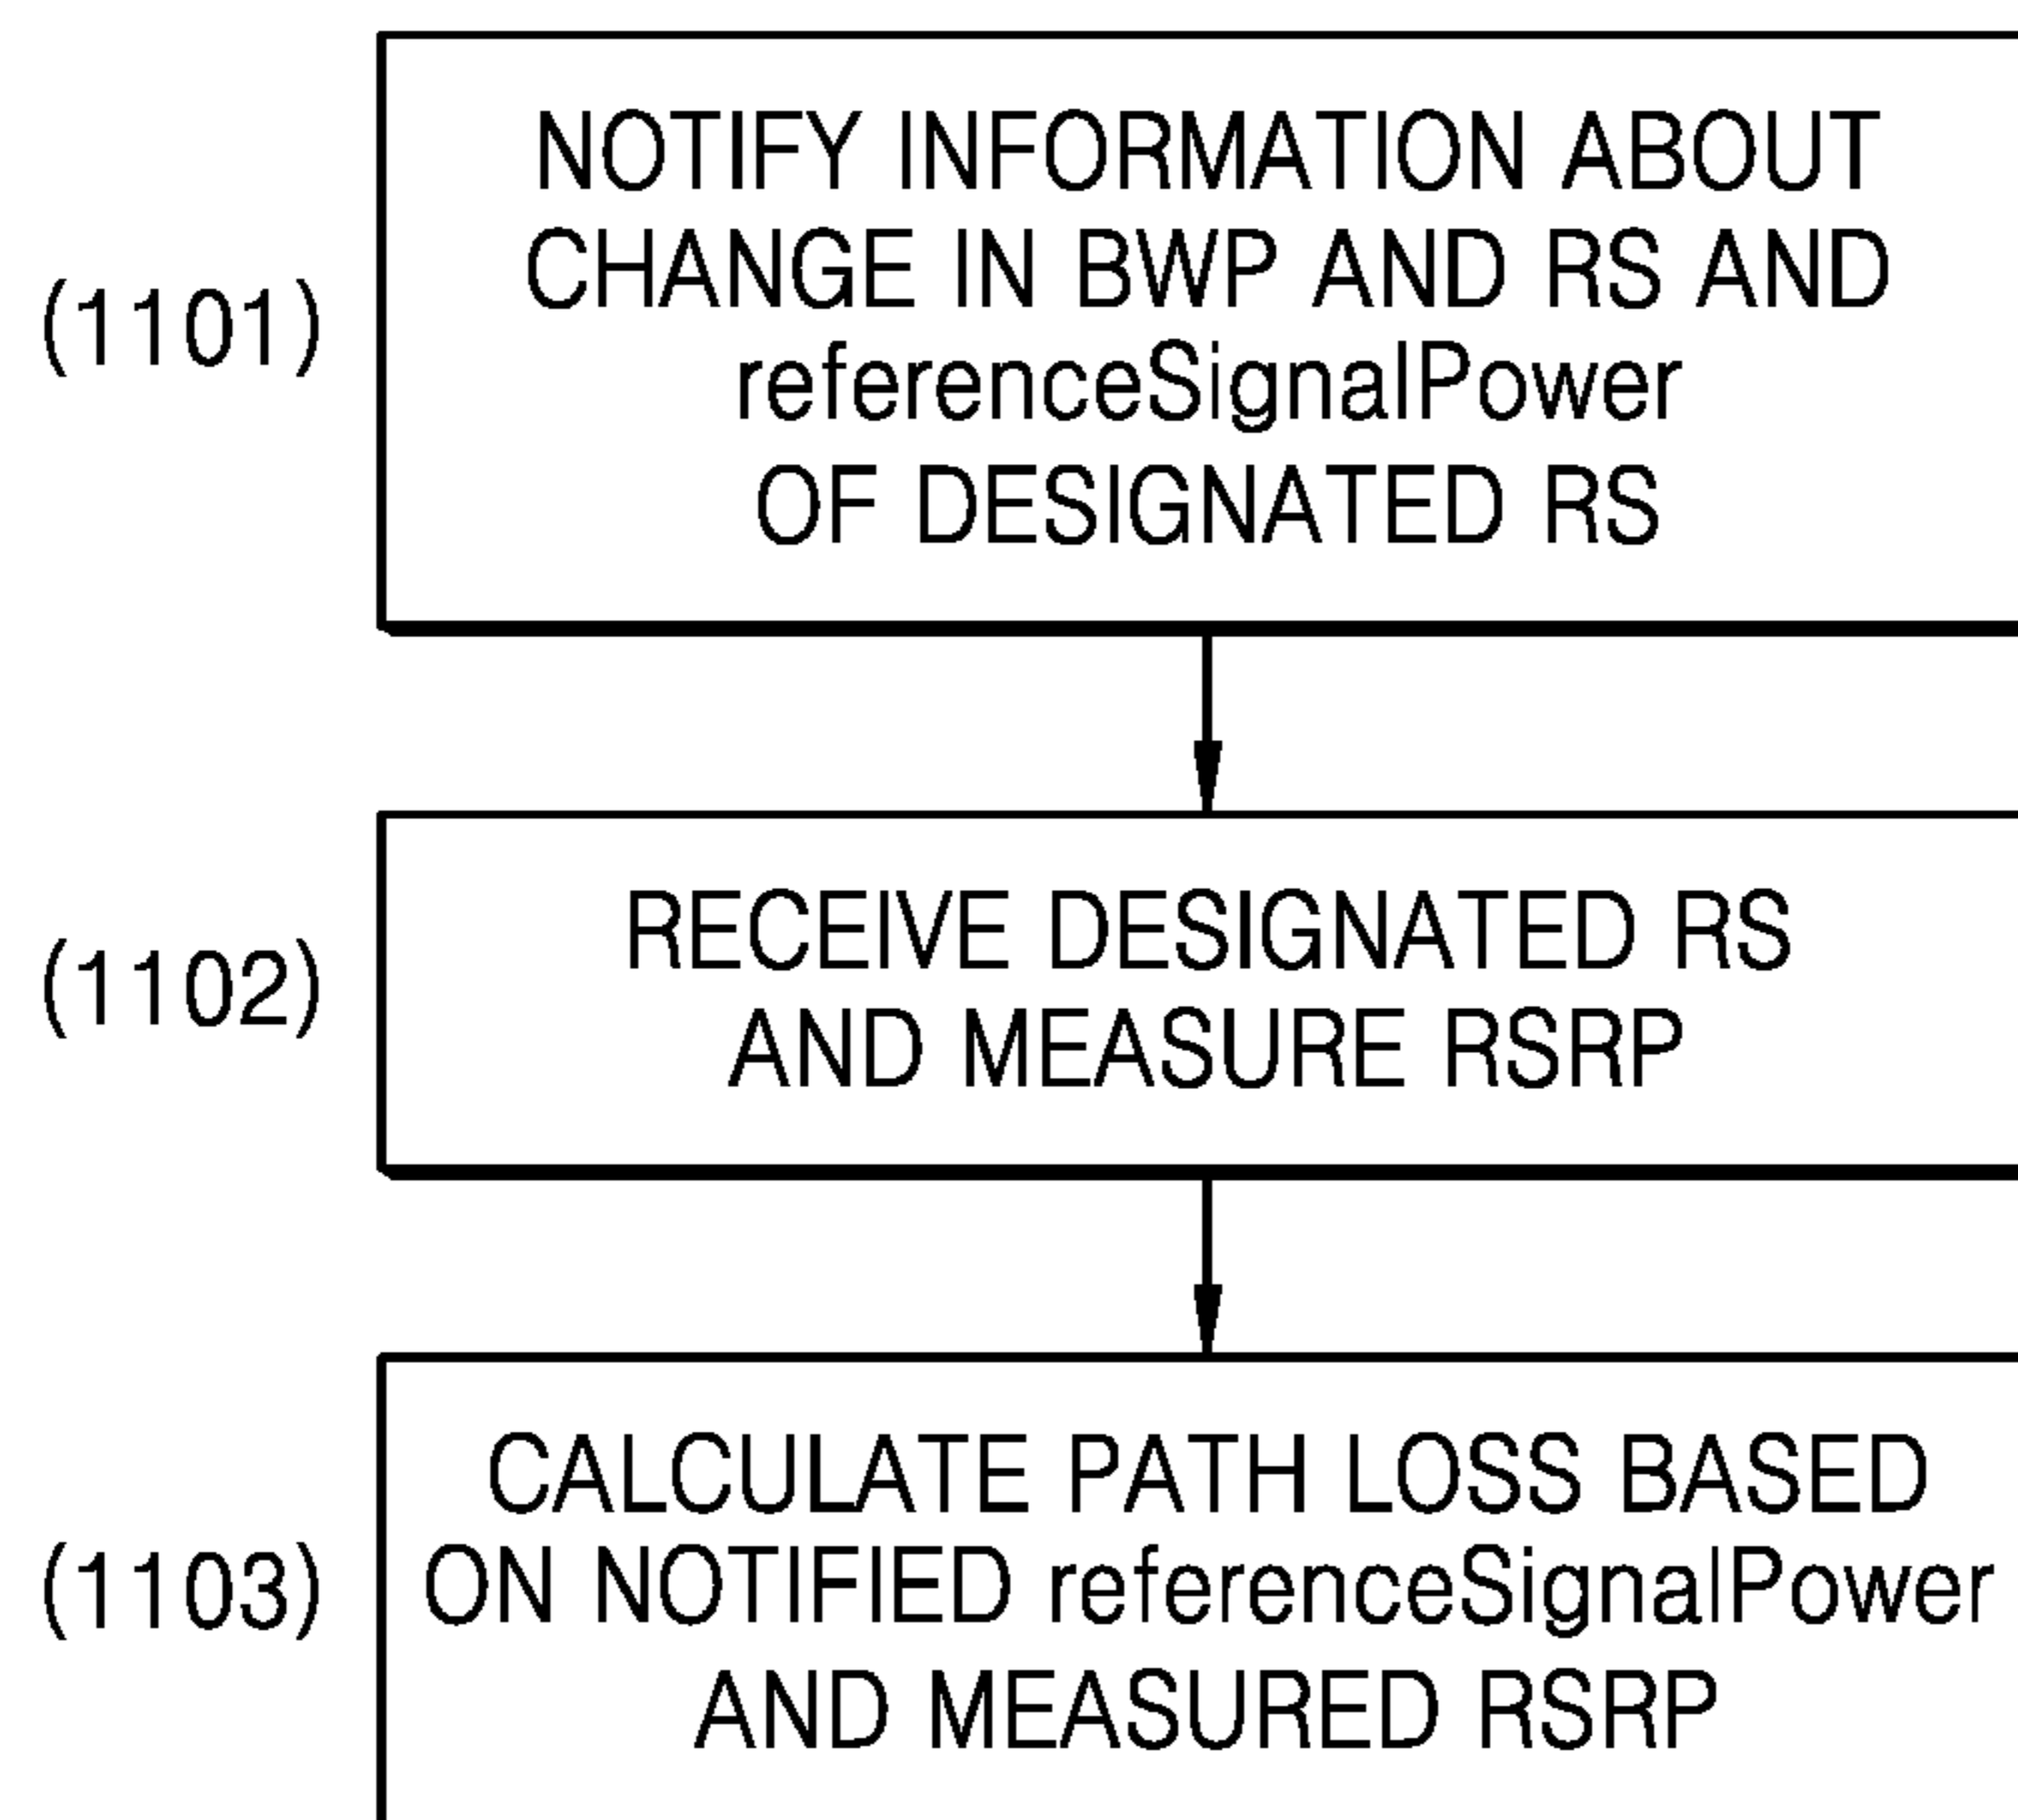 (1101)
NOTIFY INFORMATION ABOUT
CHANGE IN BWP AND RS AND
referenceSignalPower
OF DESIGNATED RS
(1102)
RECEIVE DESIGNATED RS
AND MEASURE RSRP
(1103)
CALCULATE PATH LOSS BASED
ON NOTIFIED referenceSignalPower
AND MEASURED RSRP